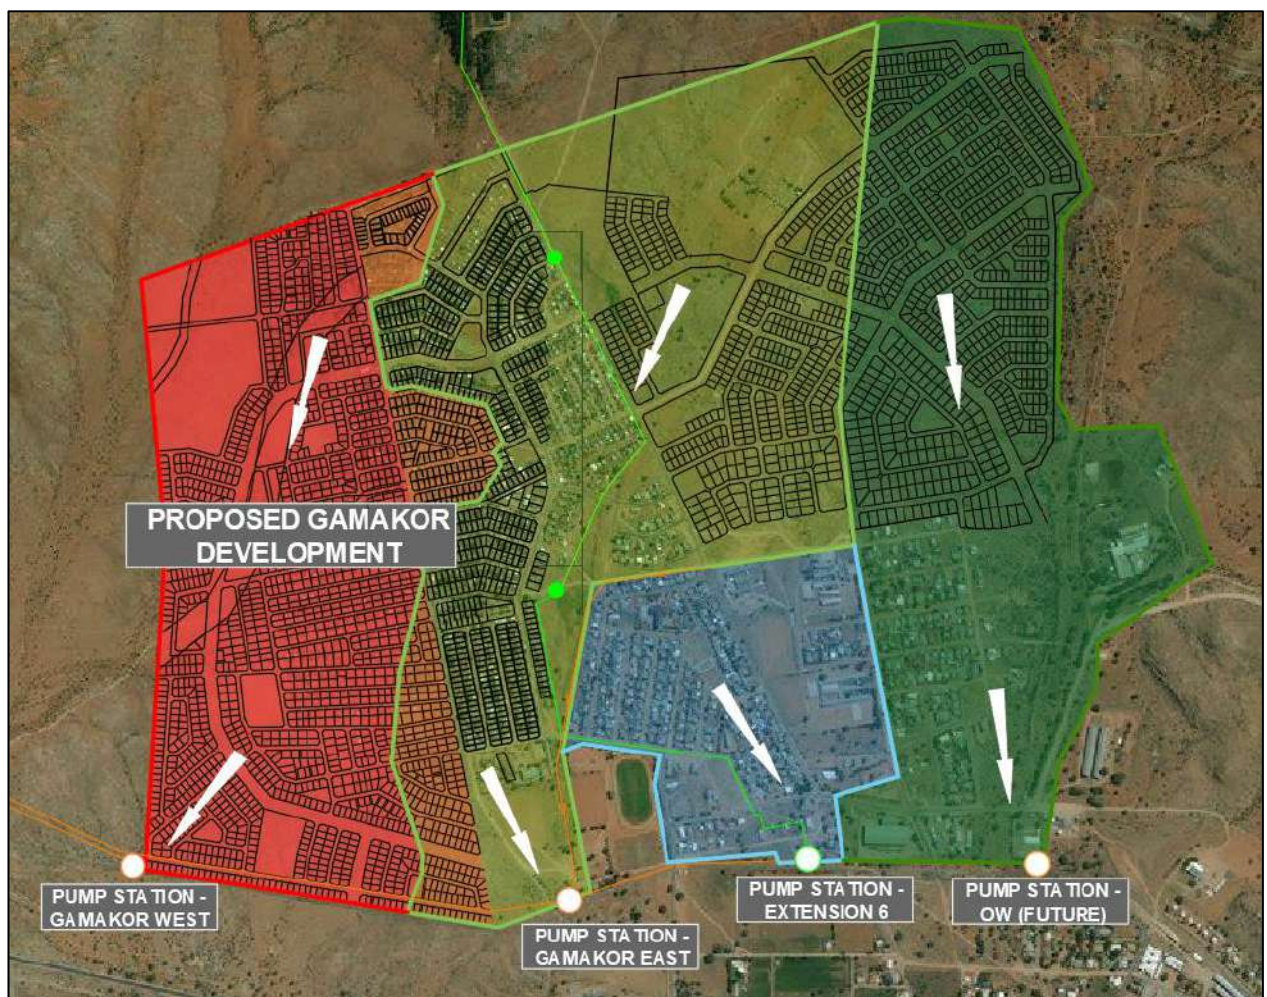 PROPOSED GAMAKOR
DEVELOPMENT
PUMP STATION -
GAMAKOR WEST
PUMP STATION -
GAMAKOR EAST
PUMP STATION -
EXTENSION 6
PUMP STATION -
OW (FUTURE)